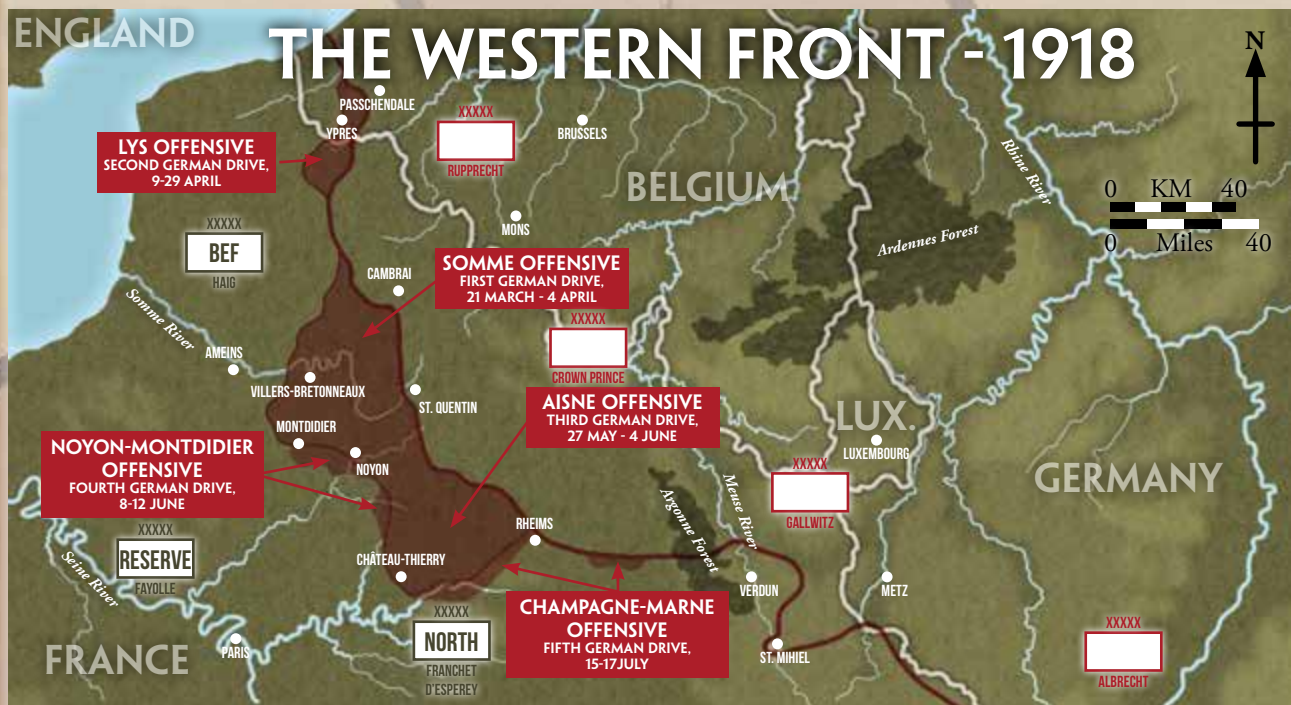 ENGLAND
THE WESTERN FRONT - 1918
N
PASSCHENDALE
YPRES
XXXXX
RUPPRECHT
BRUSSELS
LYS OFFENSIVE
SECOND GERMAN DRIVE,
9-29 APRIL
BELGIUM
Rhine River
0 KM 40
0 Miles 40
XXXXX
BEF
HAIG
MONS
Ardennes Forest
CAMBRAI
SOMME OFFENSIVE
FIRST GERMAN DRIVE,
21 MARCH - 4 APRIL
Somme River
AMEINS
XXXXX
CROWN PRINCE
VILLERS-BRETONNEAUX
ST. QUENTIN
AISNE OFFENSIVE
THIRD GERMAN DRIVE,
27 MAY - 4 JUNE
LUX.
LUXEMBOURG
MONTDIDIER
NOYON
NOYON-MONTDIDIER
OFFENSIVE
FOURTH GERMAN DRIVE,
8-12 JUNE
XXXXX
GALLWITZ
GERMANY
Meuse River
Argonne Forest
RHEIMS
XXXXX
RESERVE
FAYOLLE
Seine River
CHÂTEAU-THIERRY
VERDUN
METZ
XXXXX
NORTH
FRANCHET
D'ESPEREY
CHAMPAGNE-MARNE
OFFENSIVE
FIFTH GERMAN DRIVE,
15-17JULY
FRANCE
PARIS
ST. MIHIEL
XXXXX
ALBRECHT